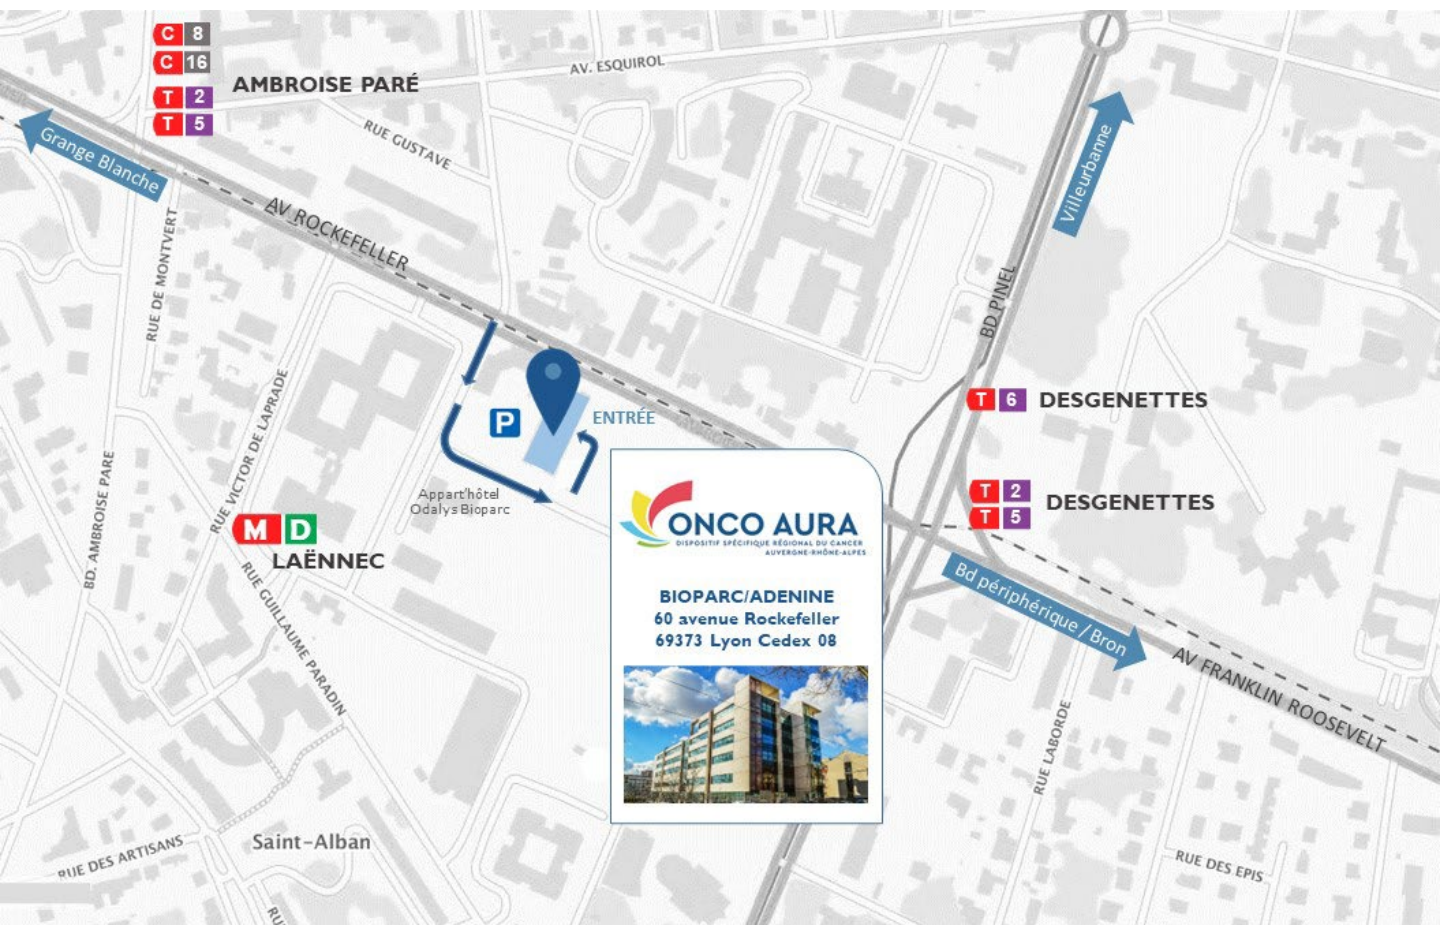 C 8
C 16
T 2
T 5
AMBROISE PARÉ
AV. ESQUIROL
RUE GUSTAVE
Grange Blanche
Villeurbanne
AV ROCKEFELLER
RUE DE MONTVERT
BD PINEL
RUE VICTOR DE LAPRADE
P
ENTRÉE
T 6 DESGENETTES
T 2
T 5
DESGENETTES
BD. AMBROISE PARE
Appart'hôtel
Odalys Bioparc
M D
LAËNNEC
ONCO AURA
DISPOSITIF SPÉCIFIQUE RÉGIONAL DU CANCER
AUVERGNE-RHÔNE-ALPES
BIOPARC/ADENINE
60 avenue Rockefeller
69373 Lyon Cedex 08
Bd périphérique / Bron
RUE GUILLAUME PARADIN
AV FRANKLIN ROOSEVELT
RUE LABORDE
Saint-Alban
RUE DES ARTISANS
RUE DES EPIS
RU